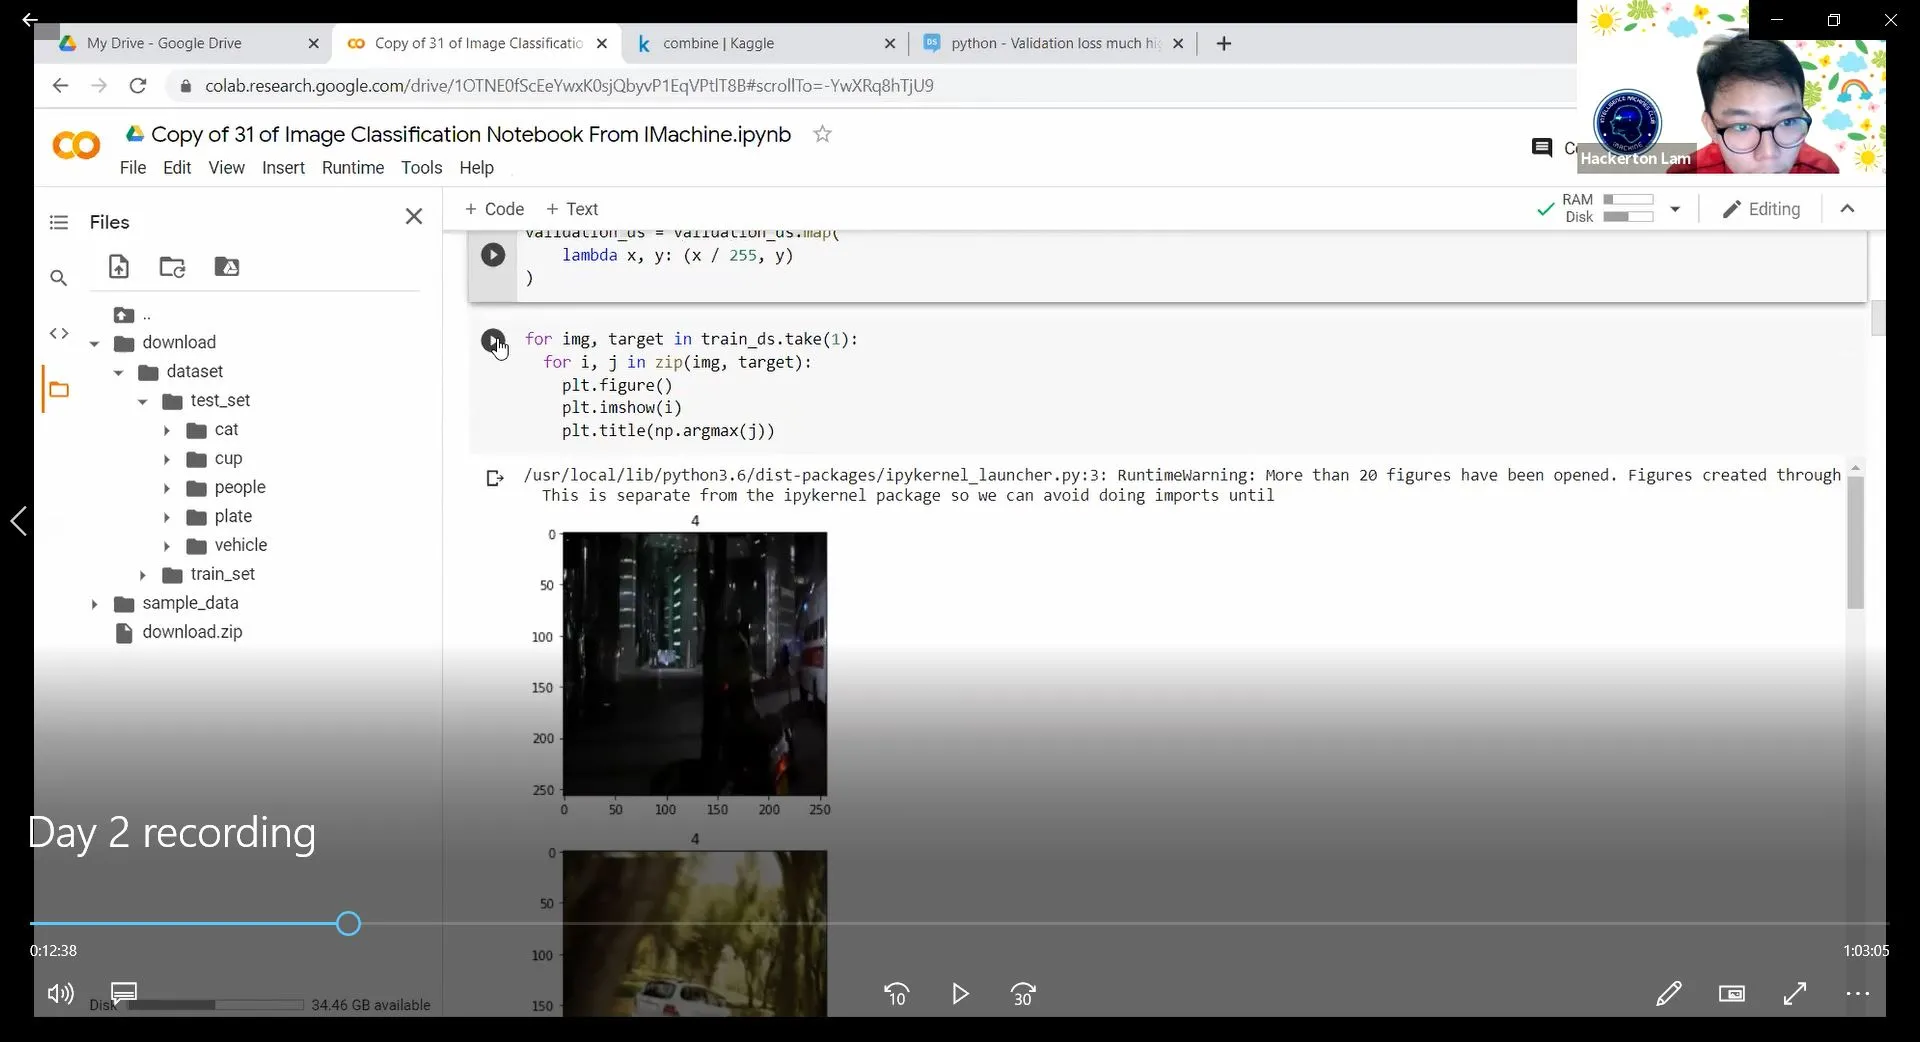 My Drive - Google Drive
Copy of 31 of Image Classificatio
combine | Kaggle
python - Validation loss much hi
colab.research.google.com/drive/1OTNE0fScEeYwxK0sjQbyvP1EqVPtlT8B#scrollTo=-YwXRq8hTjU9
Copy of 31 of Image Classification Notebook From IMachine.ipynb
File Edit View Insert Runtime Tools Help
Hackerton Lam
Files
+ Code + Text
RAM
Disk
Editing
validation_ds = validation_ds.map(
lambda x, y: (x / 255, y)
)
..
download
dataset
test_set
cat
cup
people
plate
vehicle
train_set
sample_data
download.zip
for img, target in train_ds.take(1):
for i, j in zip(img, target):
plt.figure()
plt.imshow(i)
plt.title(np.argmax(j))
/usr/local/lib/python3.6/dist-packages/ipykernel_launcher.py:3: RuntimeWarning: More than 20 figures have been opened. Figures created through
This is separate from the ipykernel package so we can avoid doing imports until
4
0
50
100
150
200
250
0 50 100 150 200 250
4
0
50
100
150
Day 2 recording
0:12:38
1:03:05
Disk
34.46 GB available
10
30